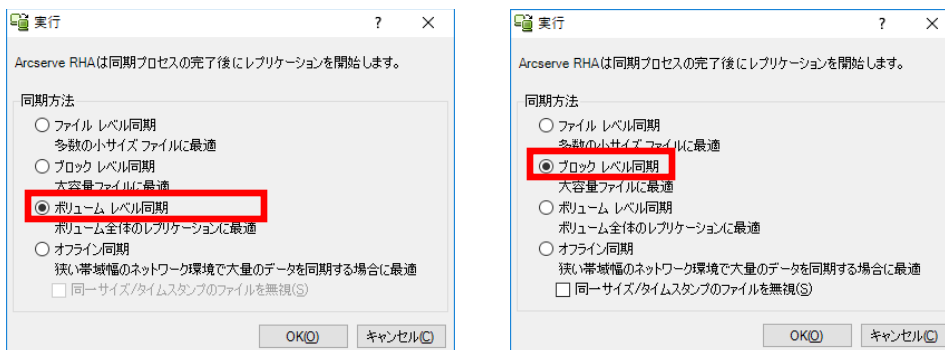 実行
Arcserve RHAは同期プロセスの完了後にレプリケーションを開始します。
同期方法
ファイル レベル同期
多数の小サイズ ファイルに最適
ブロック レベル同期
大容量ファイルに最適
ボリューム レベル同期
ボリューム全体のレプリケーションに最適
オフライン同期
狭い帯域幅のネットワーク環境で大量のデータを同期する場合に最適
同一サイズ/タイムスタンプのファイルを無視(S)
OK(O) キャンセル(C)
実行
Arcserve RHAは同期プロセスの完了後にレプリケーションを開始します。
同期方法
ファイル レベル同期
多数の小サイズ ファイルに最適
ブロック レベル同期
大容量ファイルに最適
ボリューム レベル同期
ボリューム全体のレプリケーションに最適
オフライン同期
狭い帯域幅のネットワーク環境で大量のデータを同期する場合に最適
同一サイズ/タイムスタンプのファイルを無視(S)
OK(O) キャンセル(C)